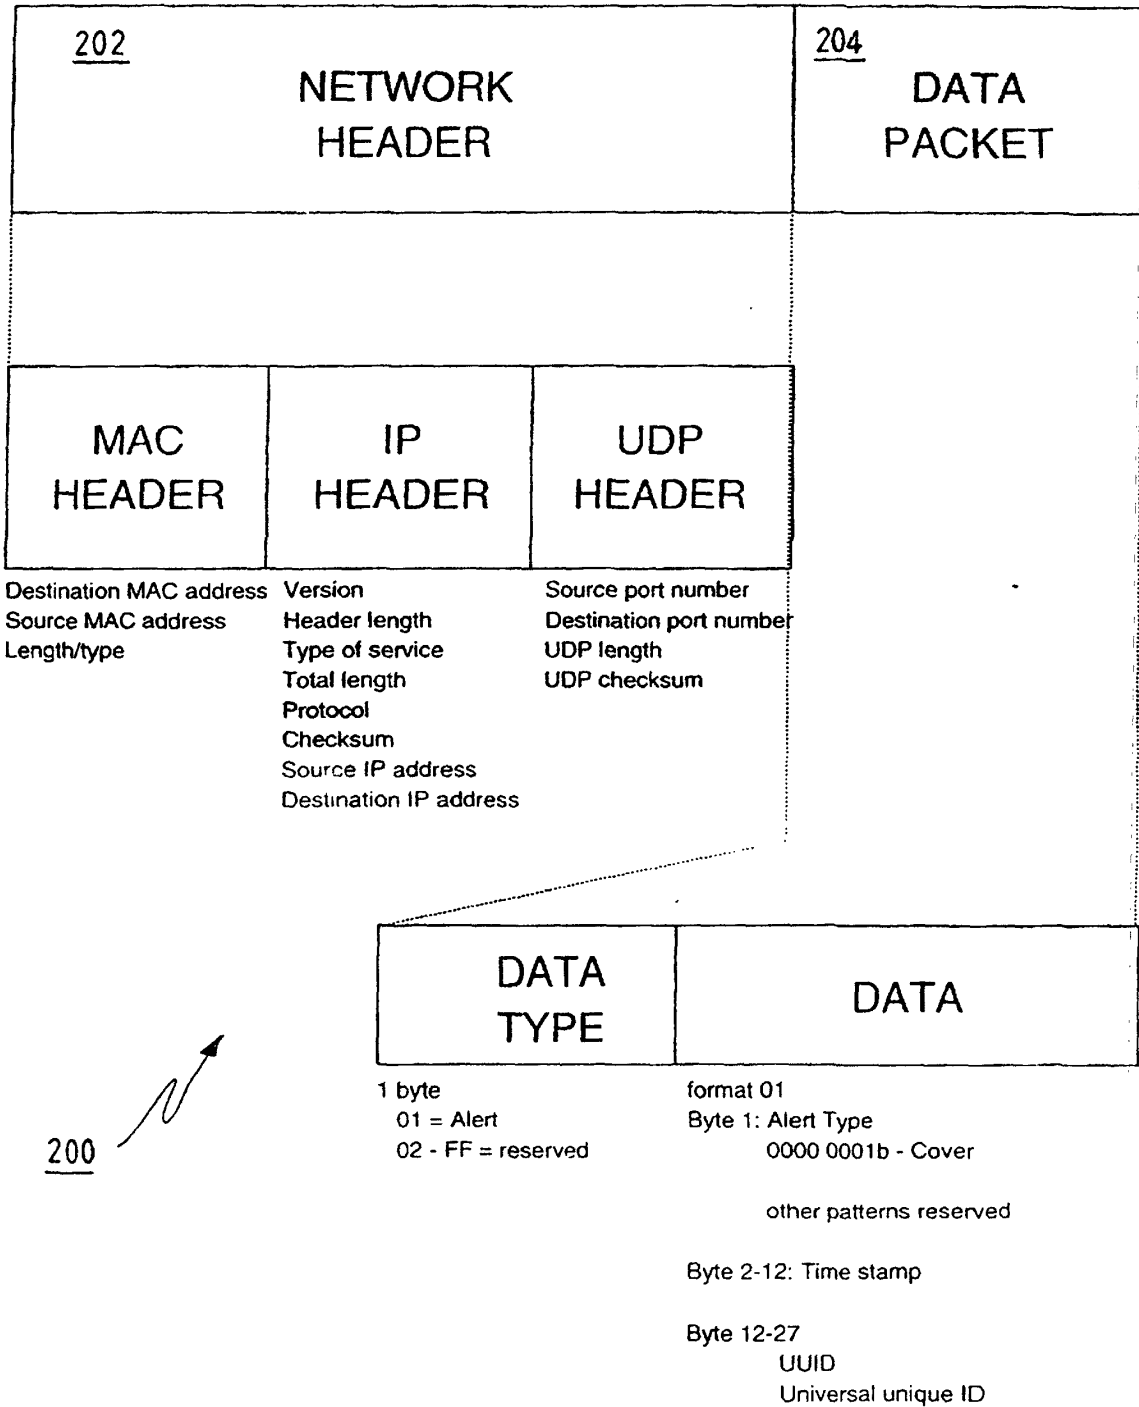 202
NETWORK
HEADER
204
DATA
PACKET
MAC
HEADER
IP
HEADER
UDP
HEADER
Destination MAC address
Source MAC address
Length/type
Version
Header length
Type of service
Total length
Protocol
Checksum
Source IP address
Destination IP address
Source port number
Destination port number
UDP length
UDP checksum
DATA
TYPE
DATA
1 byte
01 = Alert
02 - FF = reserved
format 01
Byte 1: Alert Type
0000 0001b - Cover
other patterns reserved
Byte 2-12: Time stamp
Byte 12-27
UUID
Universal unique ID
200